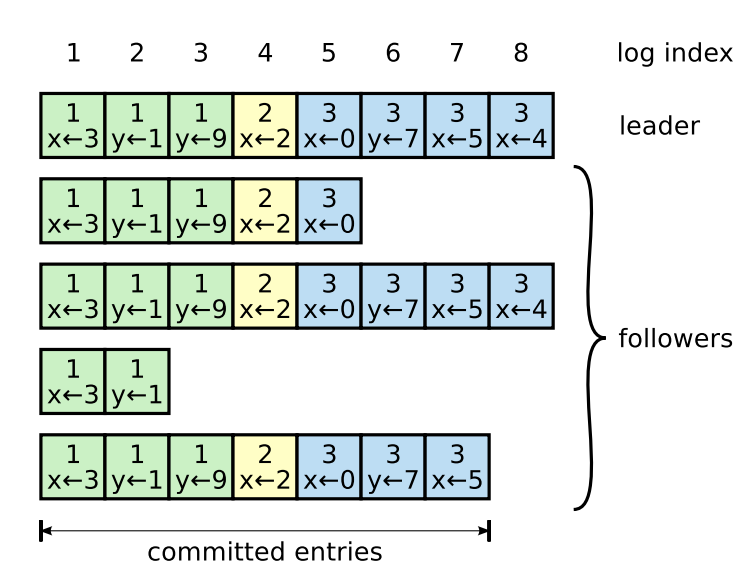 1 2 3 4 5 6 7 8 log index
1 1 1 2 3 3 3 3
x←3 y←1 y←9 x←2 x←0 y←7 x←5 x←4
leader
1 1 1 2 3
x←3 y←1 y←9 x←2 x←0
1 1 1 2 3 3 3 3
x←3 y←1 y←9 x←2 x←0 y←7 x←5 x←4
followers
1 1
x←3 y←1
1 1 1 2 3 3 3
x←3 y←1 y←9 x←2 x←0 y←7 x←5
committed entries